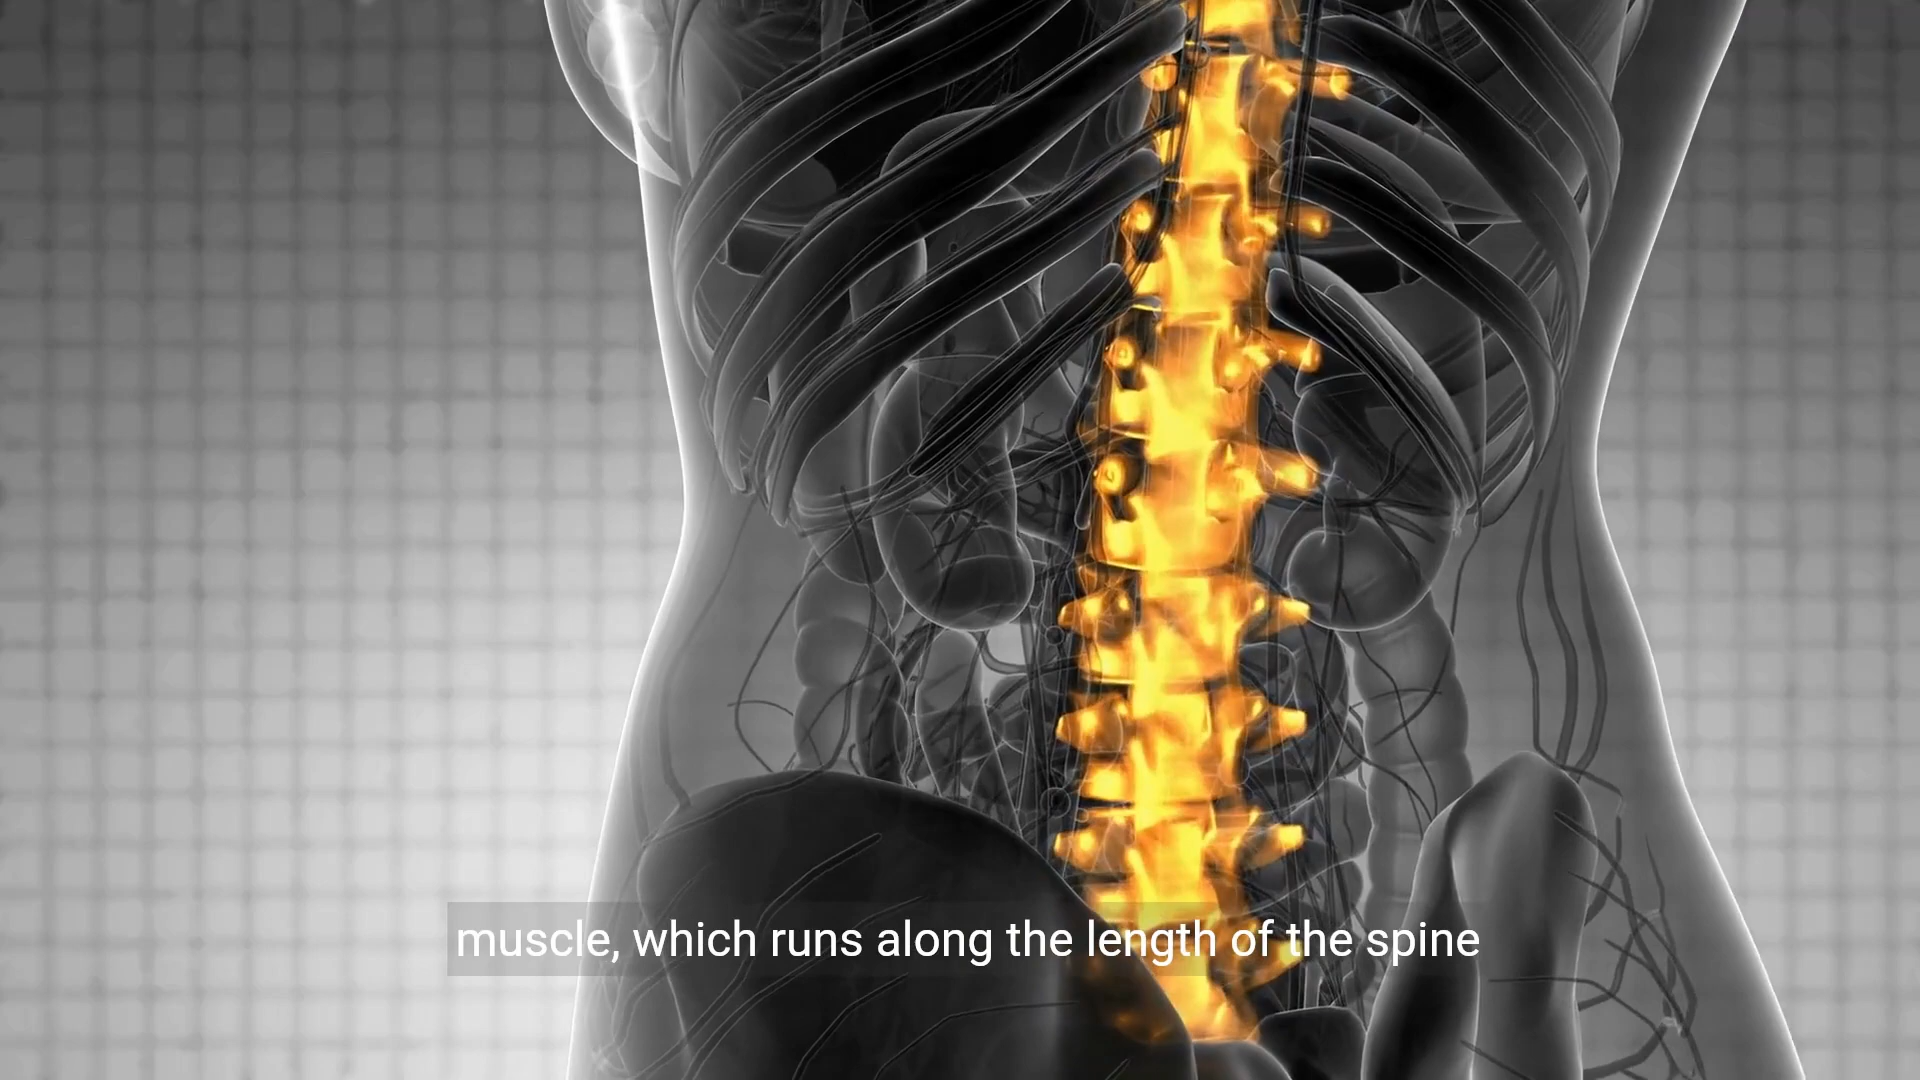 muscle, which runs along the length of the spine